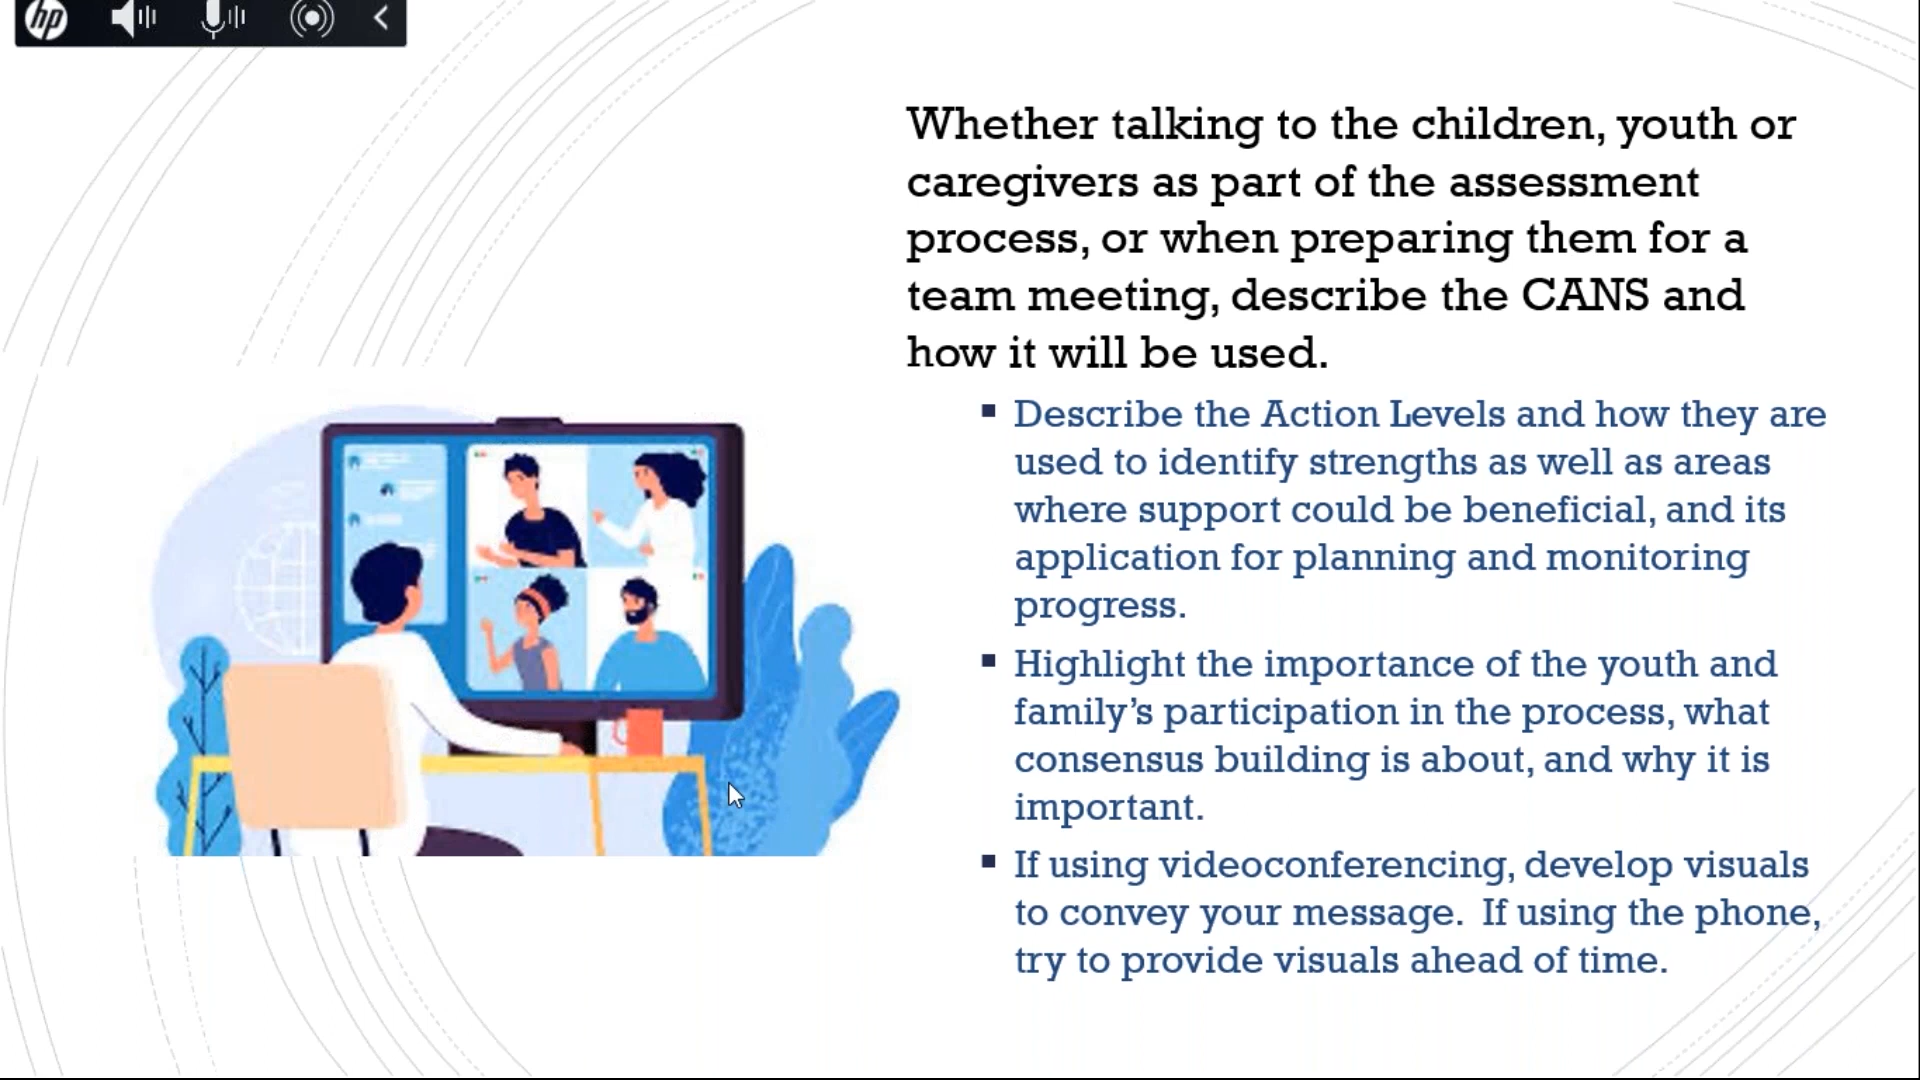 hp
Whether talking to the children, youth or
caregivers as part of the assessment
process, or when preparing them for a
team meeting, describe the CANS and
how it will be used.
▪ Describe the Action Levels and how they are
used to identify strengths as well as areas
where support could be beneficial, and its
application for planning and monitoring
progress.
▪ Highlight the importance of the youth and
family’s participation in the process, what
consensus building is about, and why it is
important.
▪ If using videoconferencing, develop visuals
to convey your message.  If using the phone,
try to provide visuals ahead of time.